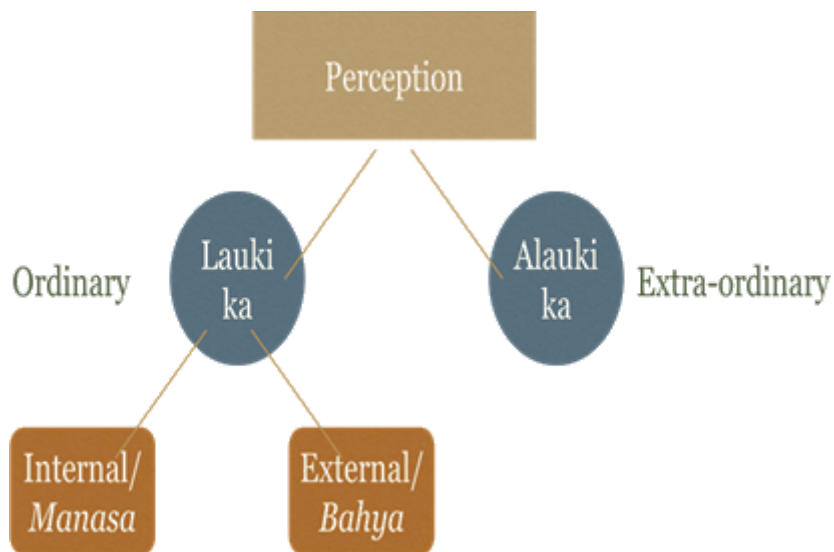 Perception
Ordinary
Lauki
ka
Alauki
ka
Extra-ordinary
Internal/
Manasa
External/
Bahya